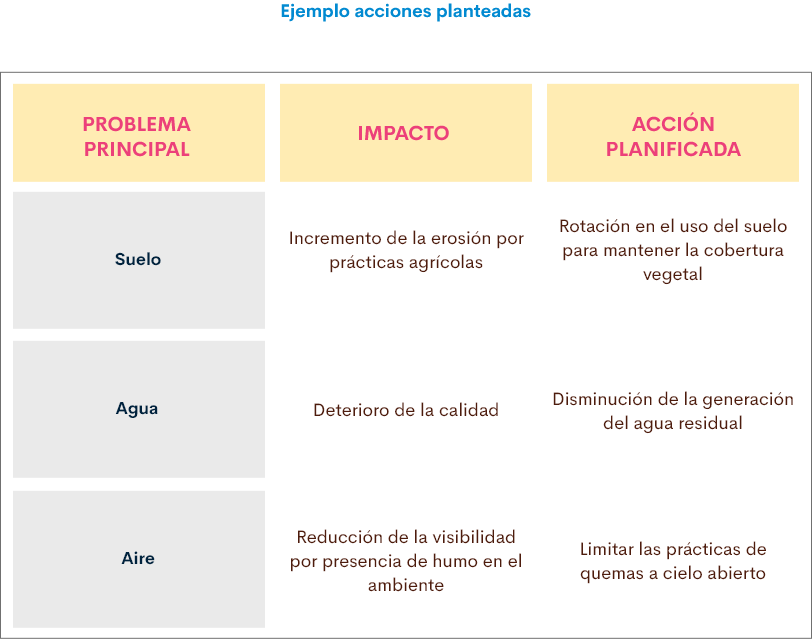 Ejemplo acciones planteadas
PROBLEMA
PRINCIPAL
IMPACTO
ACCIÓN
PLANIFICADA
Suelo
Incremento de la erosión por
prácticas agrícolas
Rotación en el uso del suelo
para mantener la cobertura
vegetal
Agua
Deterioro de la calidad
Disminución de la generación
del agua residual
Aire
Reducción de la visibilidad
por presencia de humo en el
ambiente
Limitar las prácticas de
quemas a cielo abierto